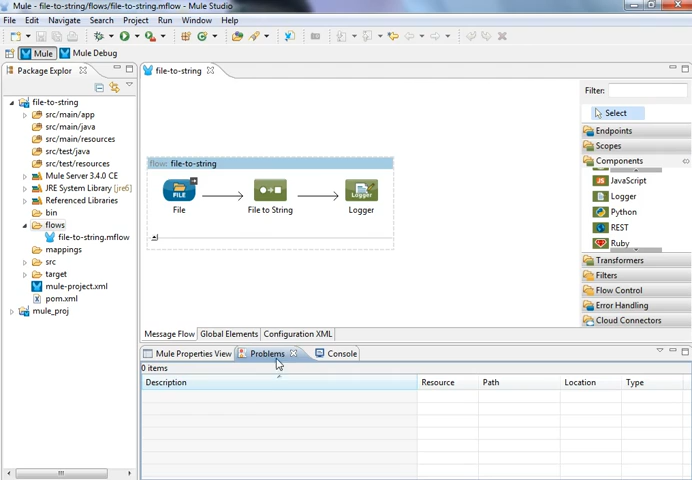 Mule - file-to-string/flows/file-to-string.mflow - Mule Studio
File Edit Navigate Search Project Run Window Help
Mule Mule Debug
Package Explor
file-to-string
src/main/app
src/main/java
src/main/resources
src/test/java
src/test/resources
Mule Server 3.4.0 CE
JRE System Library [jre6]
Referenced Libraries
bin
flows
file-to-string.mflow
mappings
src
target
mule-project.xml
pom.xml
mule_proj
file-to-string
flow: file-to-string
FILE
Logger
File
File to String
Logger
Message Flow Global Elements Configuration XML
Filter:
Select
Endpoints
Scopes
Components
JavaScript
Logger
Python
REST
Ruby
Transformers
Filters
Flow Control
Error Handling
Cloud Connectors
Mule Properties View Problems Console
0 items
Description Resource Path Location Type